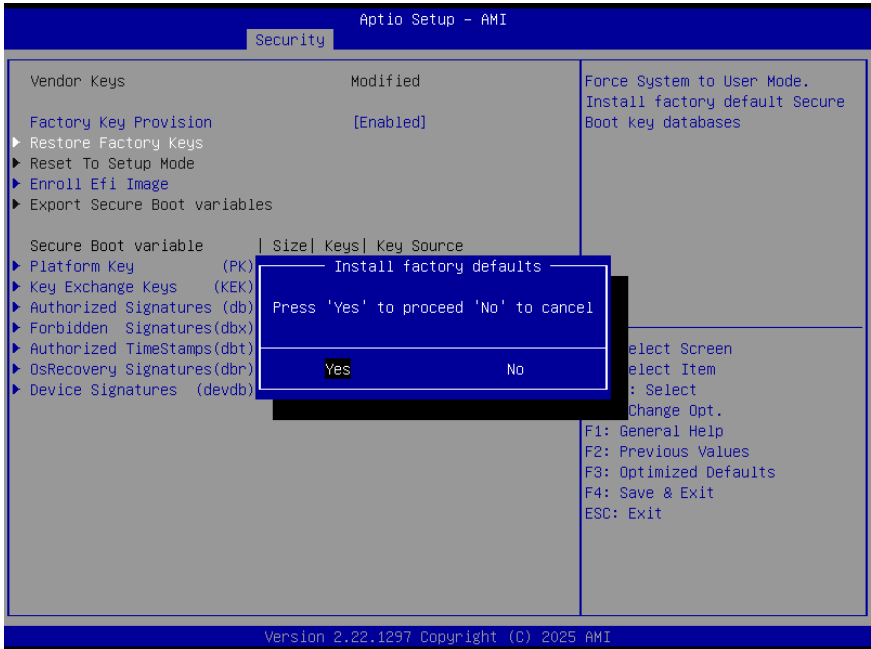 Aptio Setup – AMI
Security
Vendor Keys Modified
Factory Key Provision [Enabled]
Restore Factory Keys
Reset To Setup Mode
Enroll Efi Image
Export Secure Boot variables
Secure Boot variable | Size| Keys| Key Source
Platform Key (PK)
Key Exchange Keys (KEK)
Authorized Signatures (db)
Forbidden Signatures(dbx)
Authorized TimeStamps(dbt)
OsRecovery Signatures(dbr)
Device Signatures (devdb)
Install factory defaults
Press 'Yes' to proceed 'No' to cancel
Yes No
Force System to User Mode.
Install factory default Secure
Boot key databases
elect Screen
elect Item
: Select
Change Opt.
F1: General Help
F2: Previous Values
F3: Optimized Defaults
F4: Save & Exit
ESC: Exit
Version 2.22.1297 Copyright (C) 2025 AMI